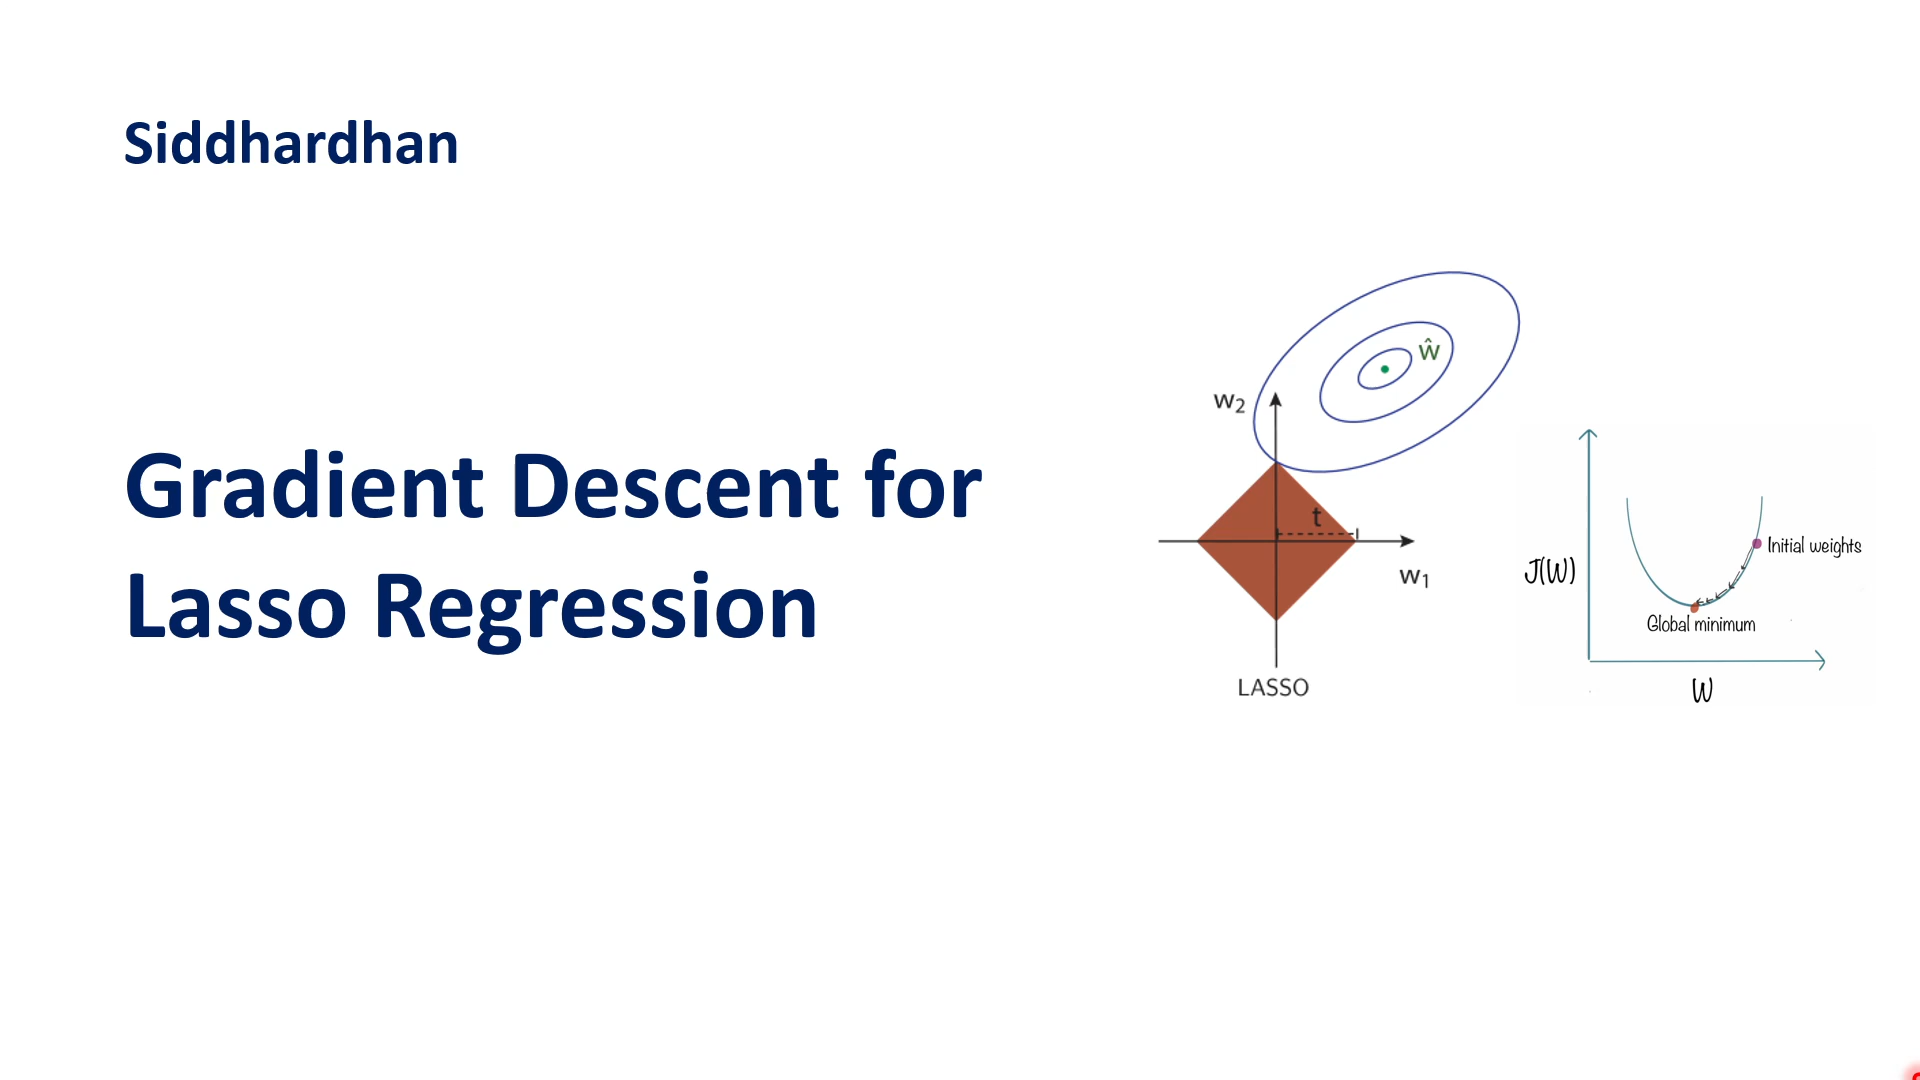 Siddhardhan
Gradient Descent for
Lasso Regression
ŵ
w₂
t
w₁
LASSO
J(W)
Initial weights
Global minimum
W